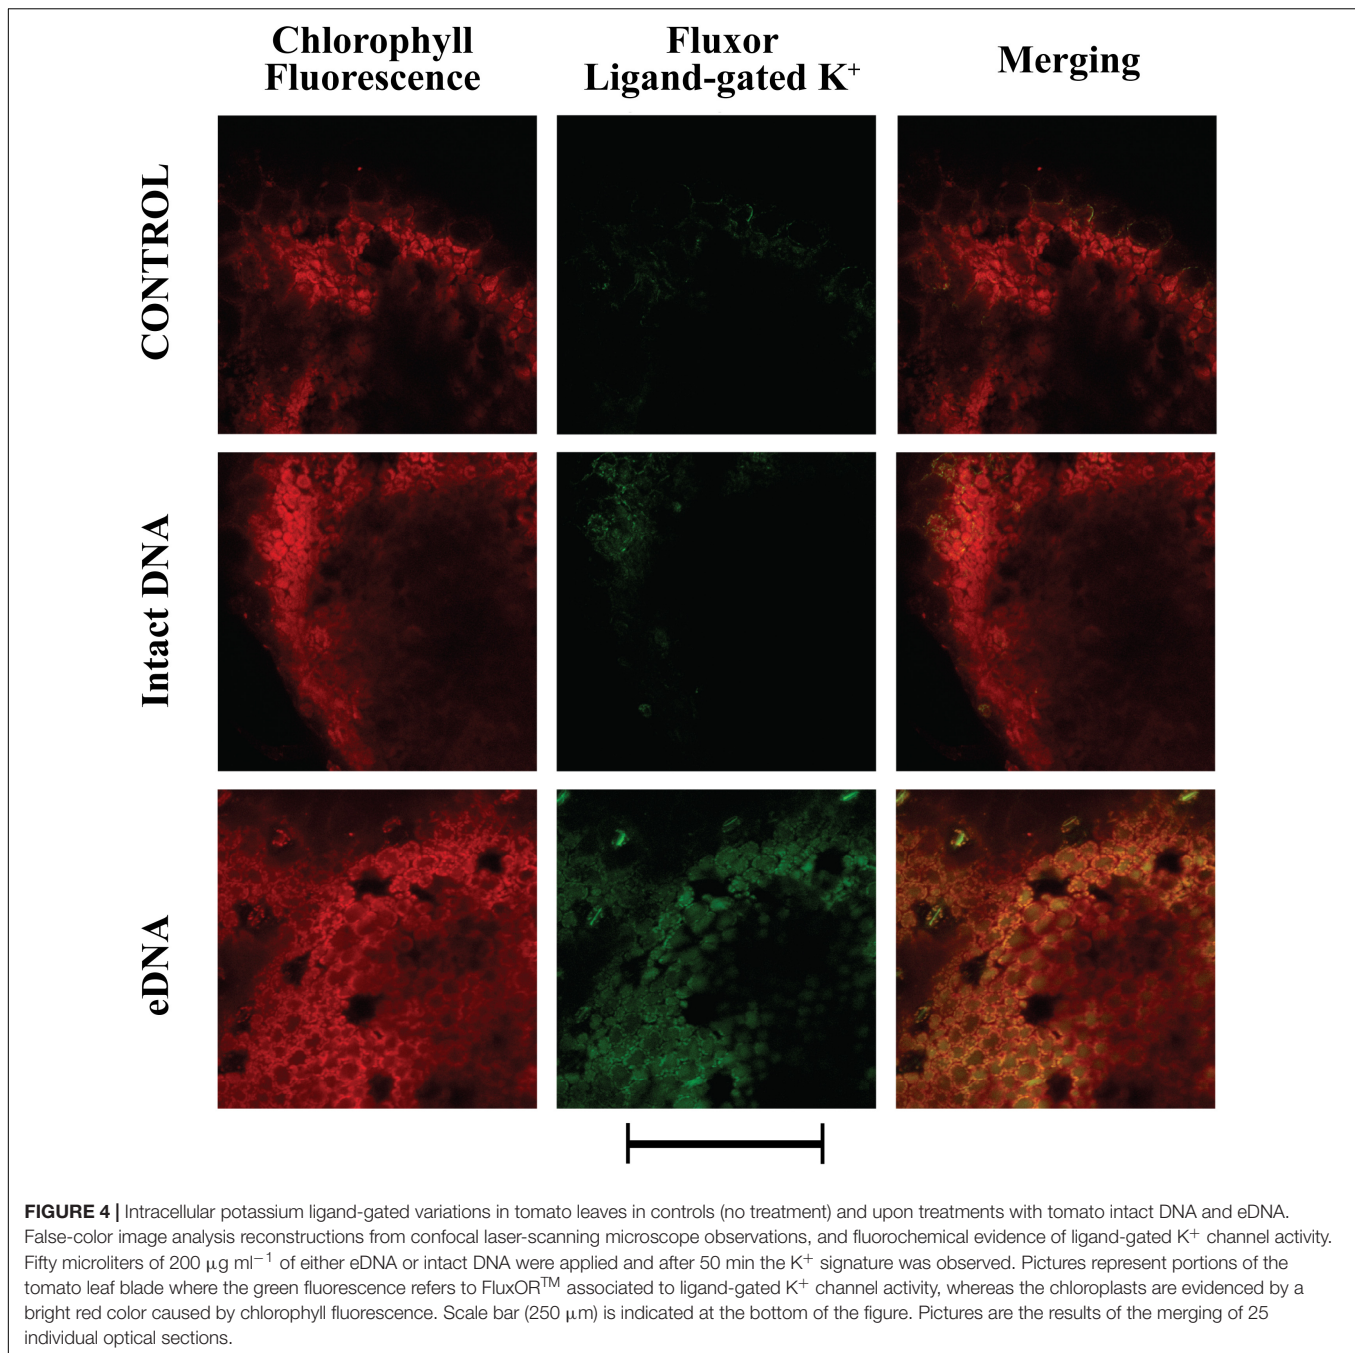 Chlorophyll
Fluorescence
Fluxor
Ligand-gated K⁺
Merging
CONTROL
Intact DNA
eDNA
FIGURE 4 | Intracellular potassium ligand-gated variations in tomato leaves in controls (no treatment) and upon treatments with tomato intact DNA and eDNA.
False-color image analysis reconstructions from confocal laser-scanning microscope observations, and fluorochemical evidence of ligand-gated K⁺ channel activity.
Fifty microliters of 200 μg ml⁻¹ of either eDNA or intact DNA were applied and after 50 min the K⁺ signature was observed. Pictures represent portions of the
tomato leaf blade where the green fluorescence refers to FluxOR™ associated to ligand-gated K⁺ channel activity, whereas the chloroplasts are evidenced by a
bright red color caused by chlorophyll fluorescence. Scale bar (250 μm) is indicated at the bottom of the figure. Pictures are the results of the merging of 25
individual optical sections.